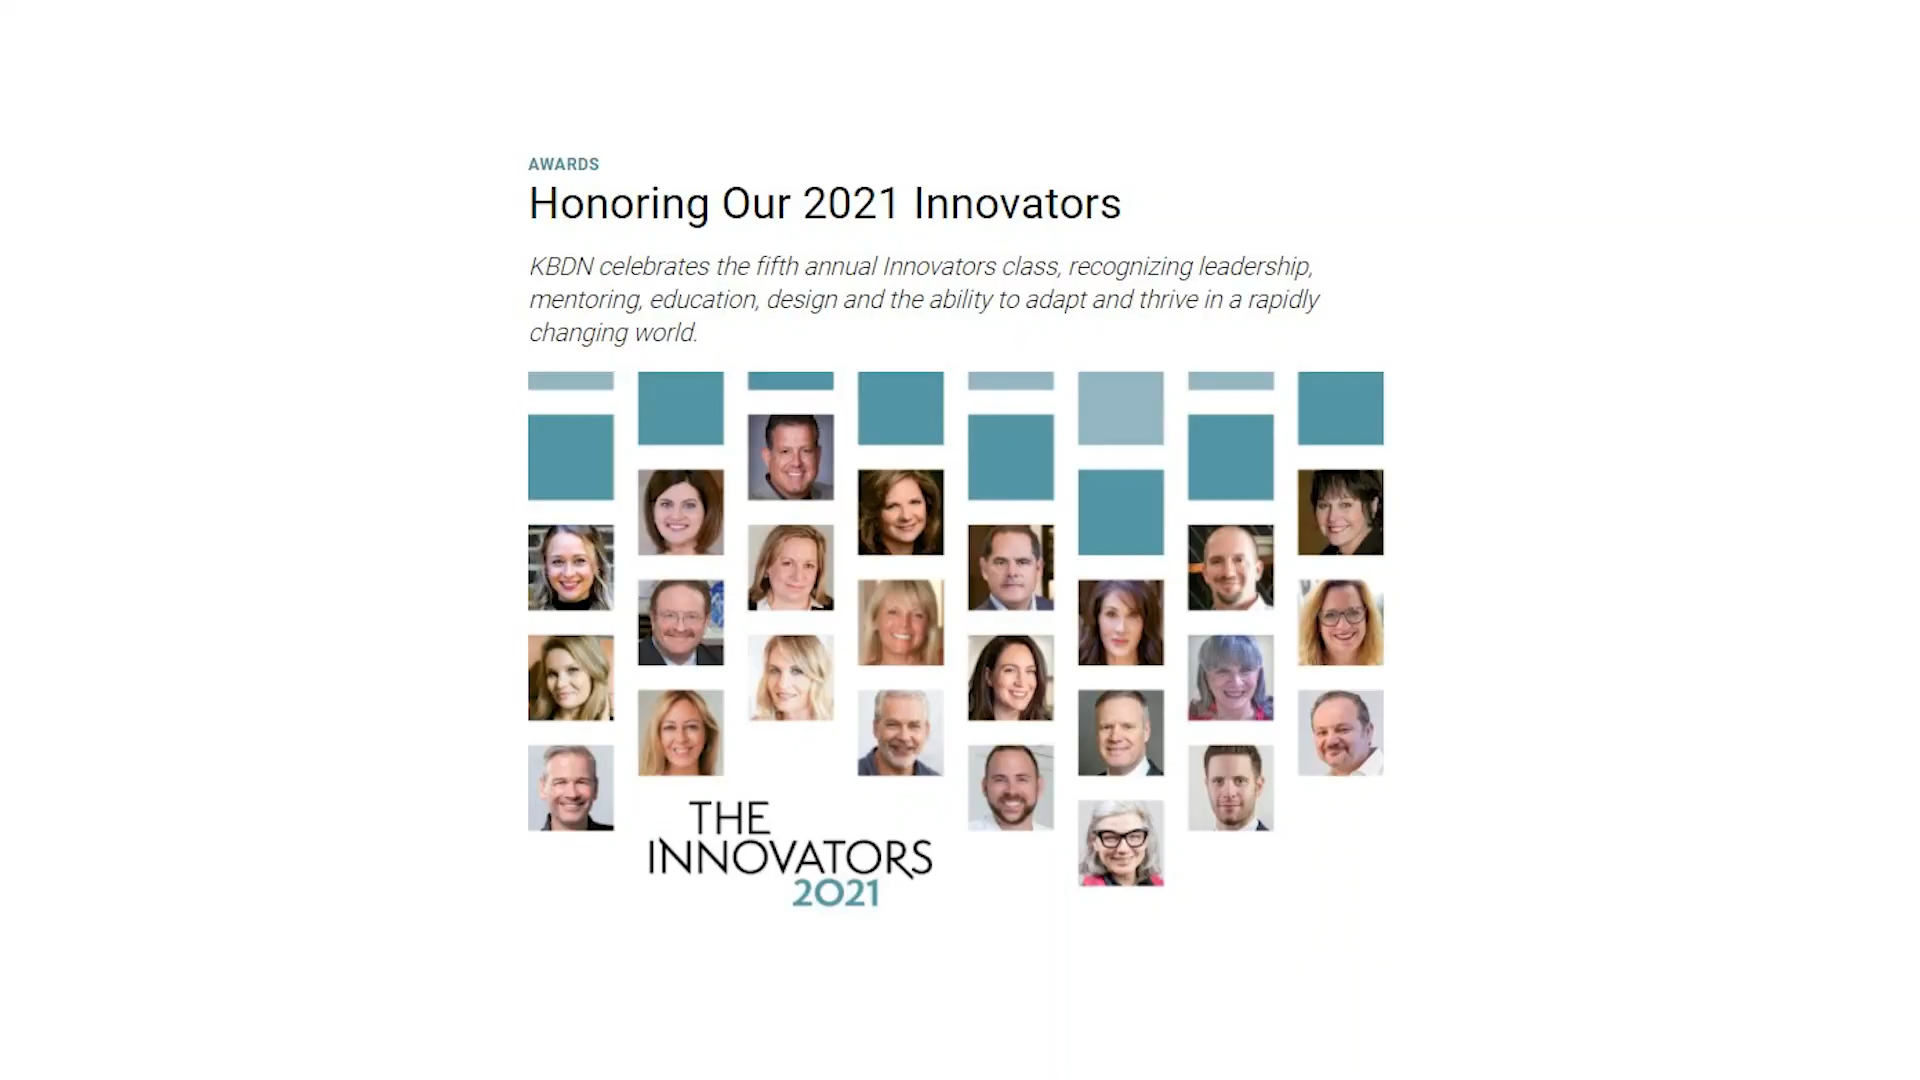 AWARDS
Honoring Our 2021 Innovators
KBDN celebrates the fifth annual Innovators class, recognizing leadership,
mentoring, education, design and the ability to adapt and thrive in a rapidly
changing world.
THE
INNOVATORS
2021